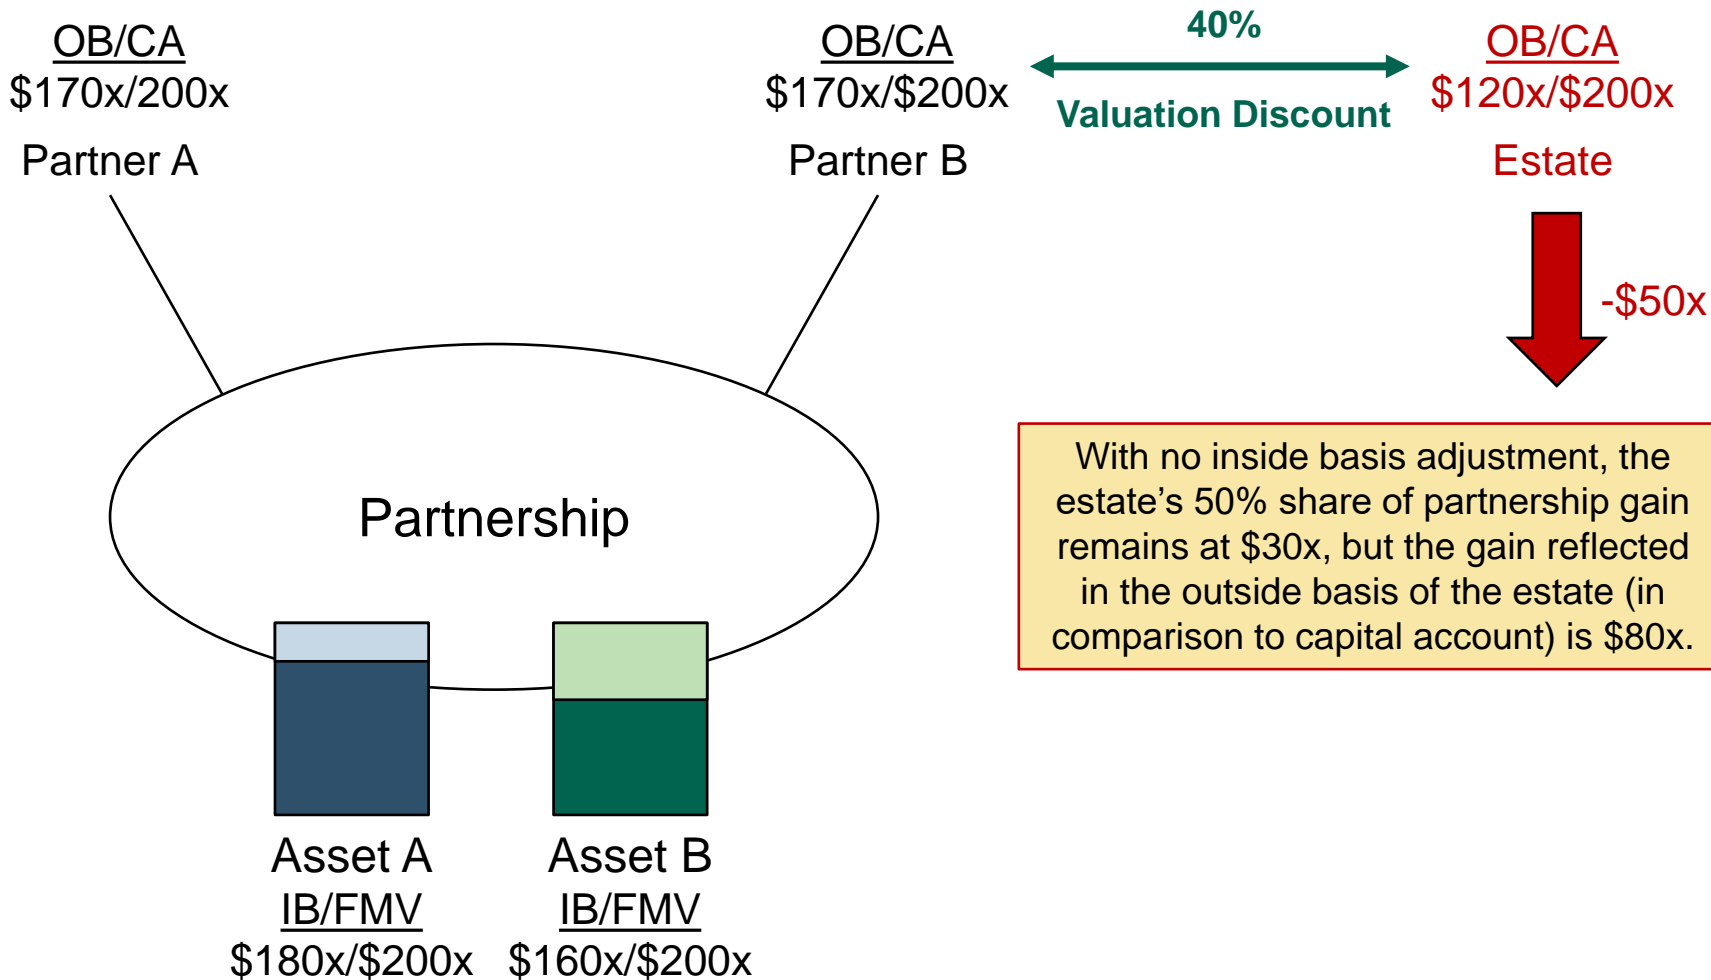 OB/CA
$170x/200x
Partner A
OB/CA
$170x/$200x
Partner B
40%
Valuation Discount
OB/CA
$120x/$200x
Estate
-$50x
With no inside basis adjustment, the
estate’s 50% share of partnership gain
remains at $30x, but the gain reflected
in the outside basis of the estate (in
comparison to capital account) is $80x.
Partnership
Asset A
IB/FMV
$180x/$200x
Asset B
IB/FMV
$160x/$200x